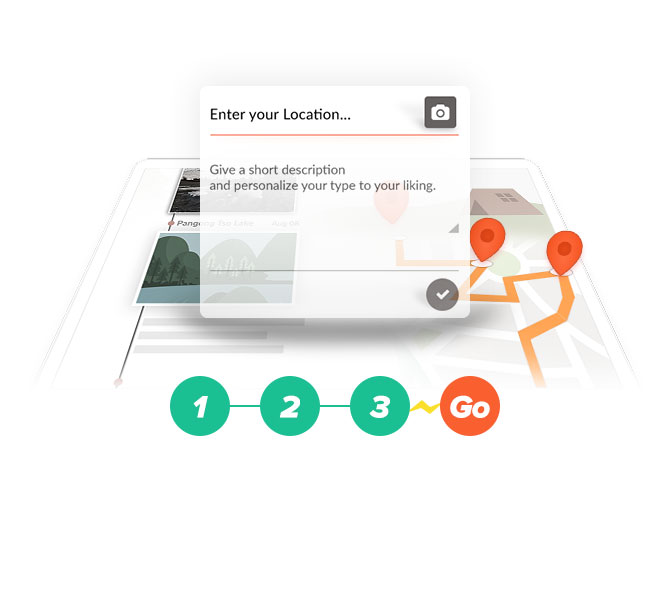 Enter your Location...
Give a short description
and personalize your type to your liking.
Pangong Tso Lake Aug 06
1 2 3 Go